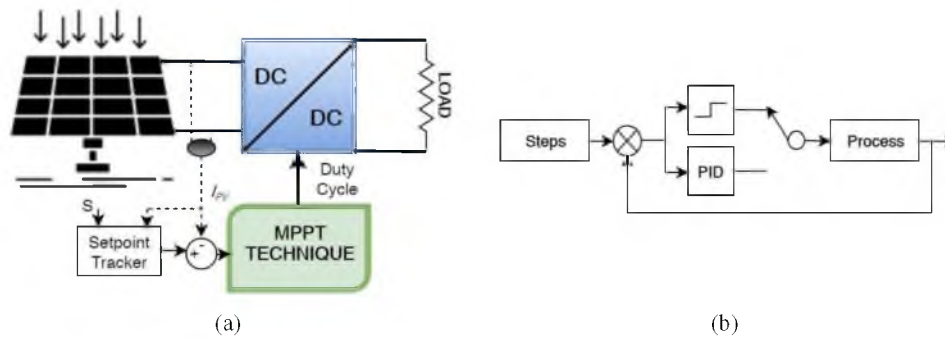 DC
DC
LOAD
Duty
Cycle
I_PV
S
Setpoint
Tracker
+
-
MPPT
TECHNIQUE
(a)
Steps
PID
Process
(b)